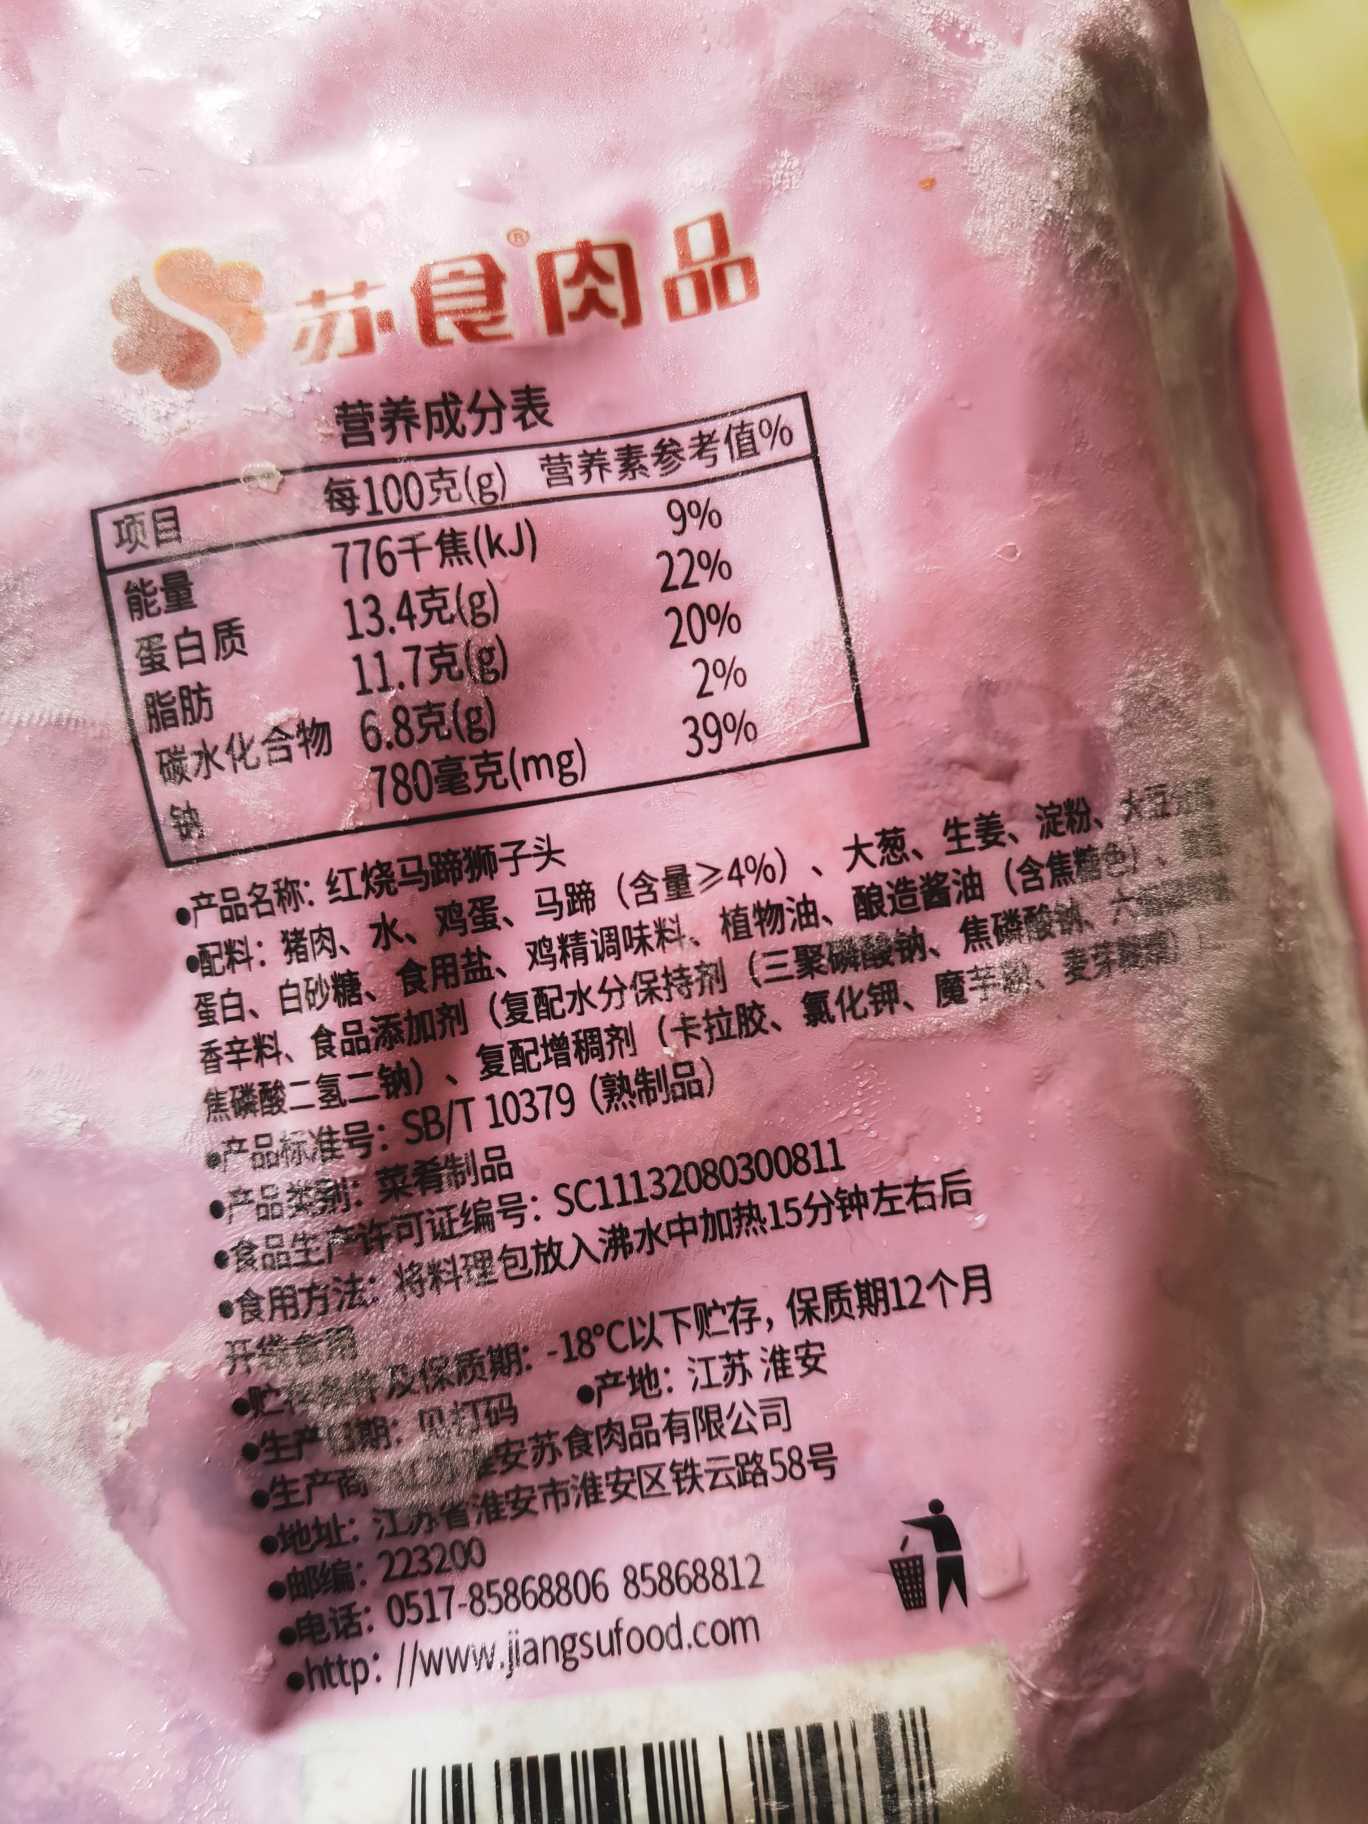 苏食®肉品
营养成分表
项目 每100克(g) 营养素参考值%
能量 776千焦(kJ) 9%
蛋白质 13.4克(g) 22%
脂肪 11.7克(g) 20%
碳水化合物 6.8克(g) 2%
钠 780毫克(mg) 39%
●产品名称：红烧马蹄狮子头
●配料：猪肉、水、鸡蛋、马蹄（含量≥4%）、大葱、生姜、淀粉、大豆分离
蛋白、白砂糖、食用盐、鸡精调味料、植物油、酿造酱油（含焦糖色）、
香辛料、食品添加剂（复配水分保持剂（三聚磷酸钠、焦磷酸钠、六
焦磷酸二氢二钠）、复配增稠剂（卡拉胶、氯化钾、魔芋粉、麦芽糊精）
●产品标准号：SB/T 10379（熟制品）
●产品类别：菜肴制品
●食品生产许可证编号：SC11132080300811
●食用方法：将料理包放入沸水中加热15分钟左右后
开袋食用
●贮存条件及保质期：-18℃以下贮存，保质期12个月
●生产日期：见打码 ●产地：江苏 淮安
●生产商：江苏淮安苏食肉品有限公司
●地址：江苏省淮安市淮安区铁云路58号
●邮编：223200
●电话：0517-85868806 85868812
●http：//www.jiangsufood.com